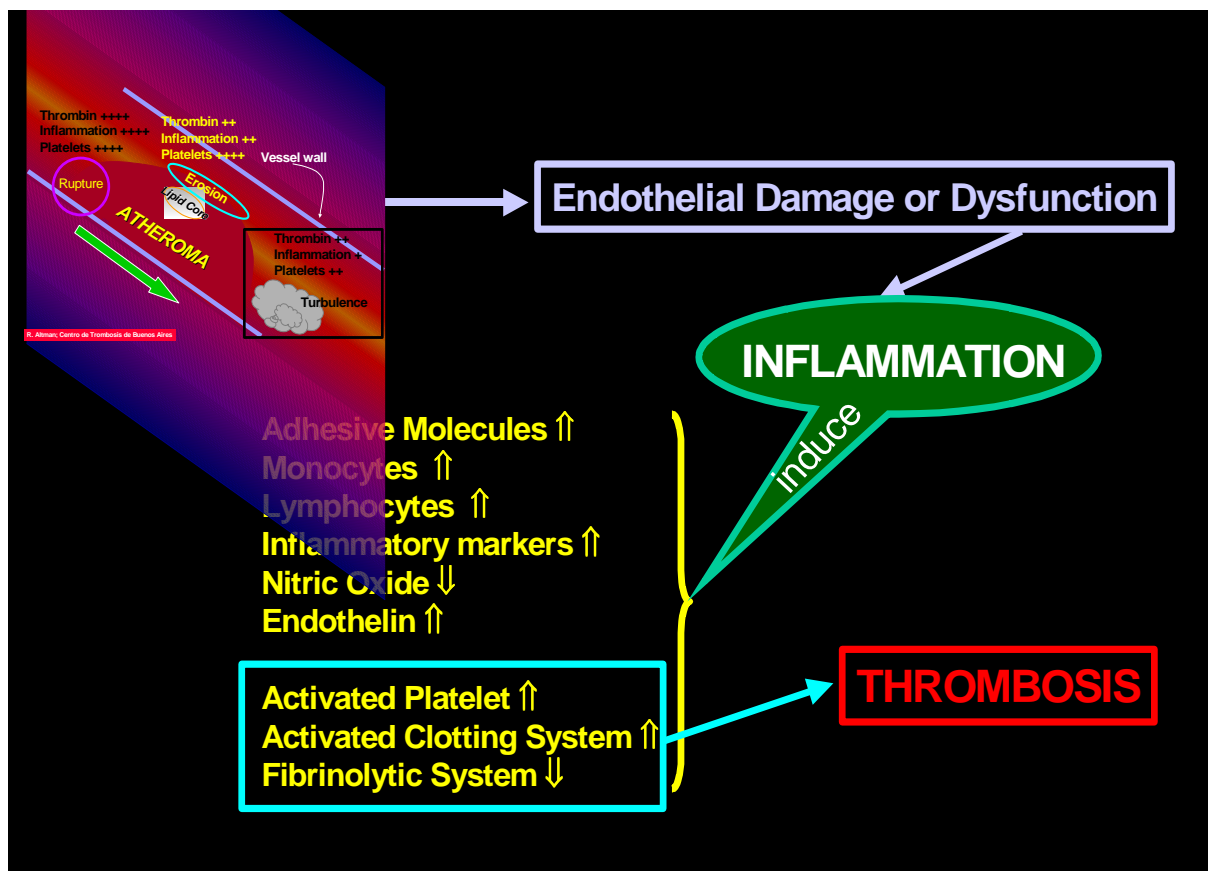 Thrombin ++++
Inflammation ++++
Platelets ++++
Thrombin ++
Inflammation ++
Platelets ++++
Vessel wall
Rupture
Erosion
Lipid Core
ATHEROMA
Thrombin ++
Inflammation +
Platelets ++
Turbulence
R. Altman; Centro de Trombosis de Buenos Aires
Endothelial Damage or Dysfunction
INFLAMMATION
induce
Adhesive Molecules ⇑
Monocytes ⇑
Lymphocytes ⇑
Inflammatory markers ⇑
Nitric Oxide ⇓
Endothelin ⇑
Activated Platelet ⇑
Activated Clotting System ⇑
Fibrinolytic System ⇓
THROMBOSIS